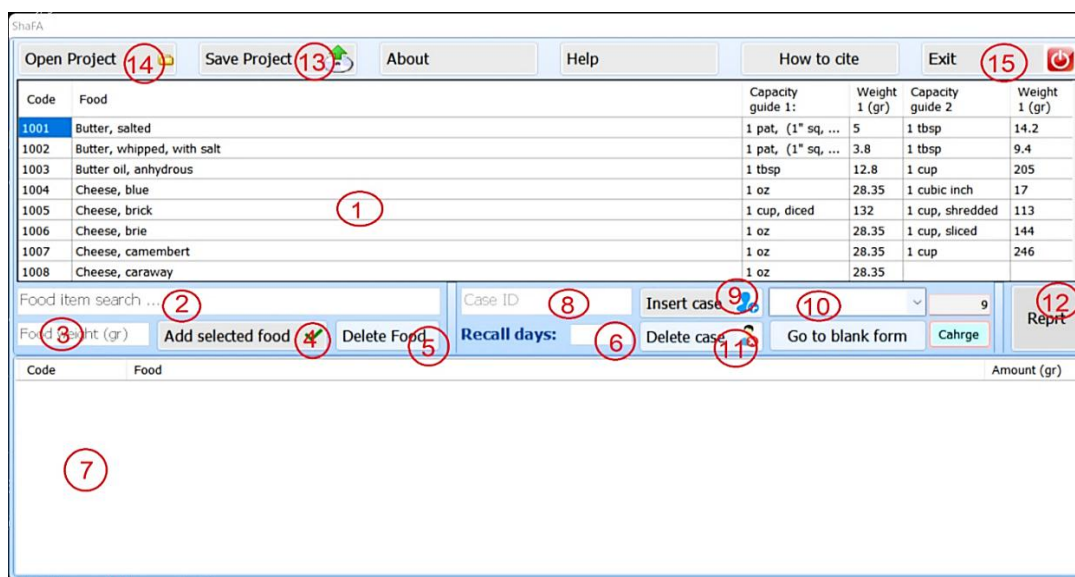 ShaFA
Open Project 14 Save Project 13 About Help How to cite Exit 15
Code Food Capacity guide 1: Weight 1 (gr) Capacity guide 2 Weight 1 (gr)
1001 Butter, salted 1 pat, (1" sq, ... 5 1 tbsp 14.2
1002 Butter, whipped, with salt 1 pat, (1" sq, ... 3.8 1 tbsp 9.4
1003 Butter oil, anhydrous 1 tbsp 12.8 1 cup 205
1004 Cheese, blue 1 oz 28.35 1 cubic inch 17
1005 Cheese, brick 1 cup, diced 132 1 cup, shredded 113
1
1006 Cheese, brie 1 oz 28.35 1 cup, sliced 144
1007 Cheese, camembert 1 oz 28.35 1 cup 246
1008 Cheese, caraway 1 oz 28.35
Food item search ... 2 Case ID 8 Insert case 9 10 9 12
Reprt
Food weight (gr) 3 Add selected food 4 Delete Food 5 Recall days: 6 Delete case 11 Go to blank form Cahrge
Code Food Amount (gr)
7